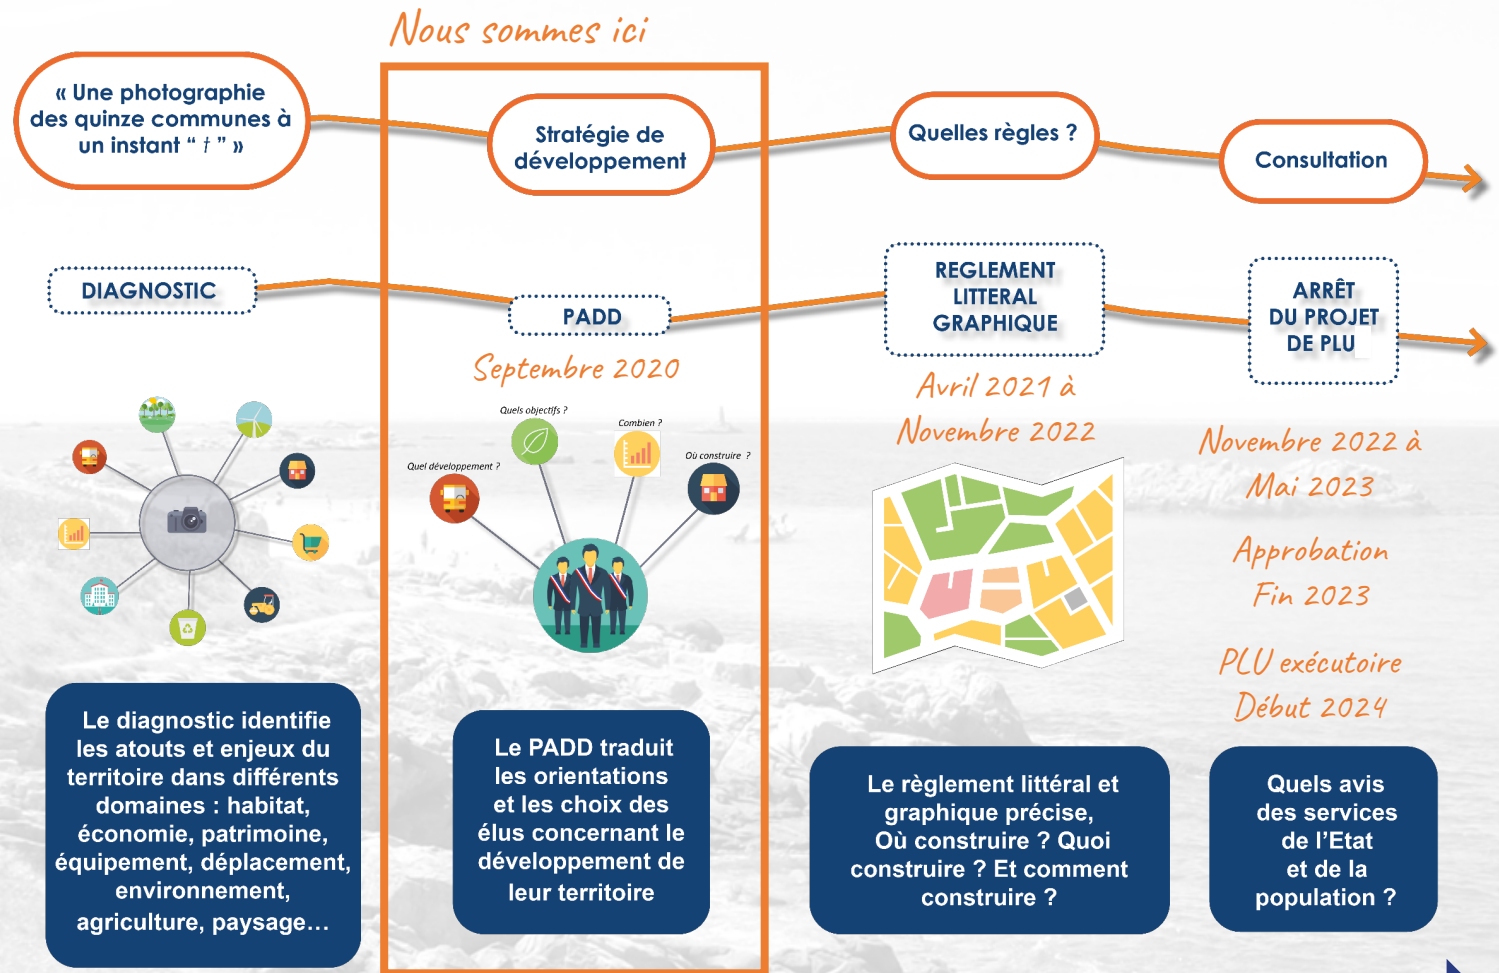 Nous sommes ici
« Une photographie
des quinze communes à
un instant “ t ” »
Stratégie de
développement
Quelles règles ?
Consultation
DIAGNOSTIC
PADD
REGLEMENT
LITTERAL
GRAPHIQUE
ARRÊT
DU PROJET
DE PLU
Septembre 2020
Avril 2021 à
Novembre 2022
Novembre 2022 à
Mai 2023
Approbation
Fin 2023
PLU exécutoire
Début 2024
Quels objectifs ?
Combien ?
Quel développement ?
Où construire ?
Le diagnostic identifie
les atouts et enjeux du
territoire dans différents
domaines : habitat,
économie, patrimoine,
équipement, déplacement,
environnement,
agriculture, paysage...
Le PADD traduit
les orientations
et les choix des
élus concernant le
développement de
leur territoire
Le règlement littéral et
graphique précise,
Où construire ? Quoi
construire ? Et comment
construire ?
Quels avis
des services
de l'Etat
et de la
population ?